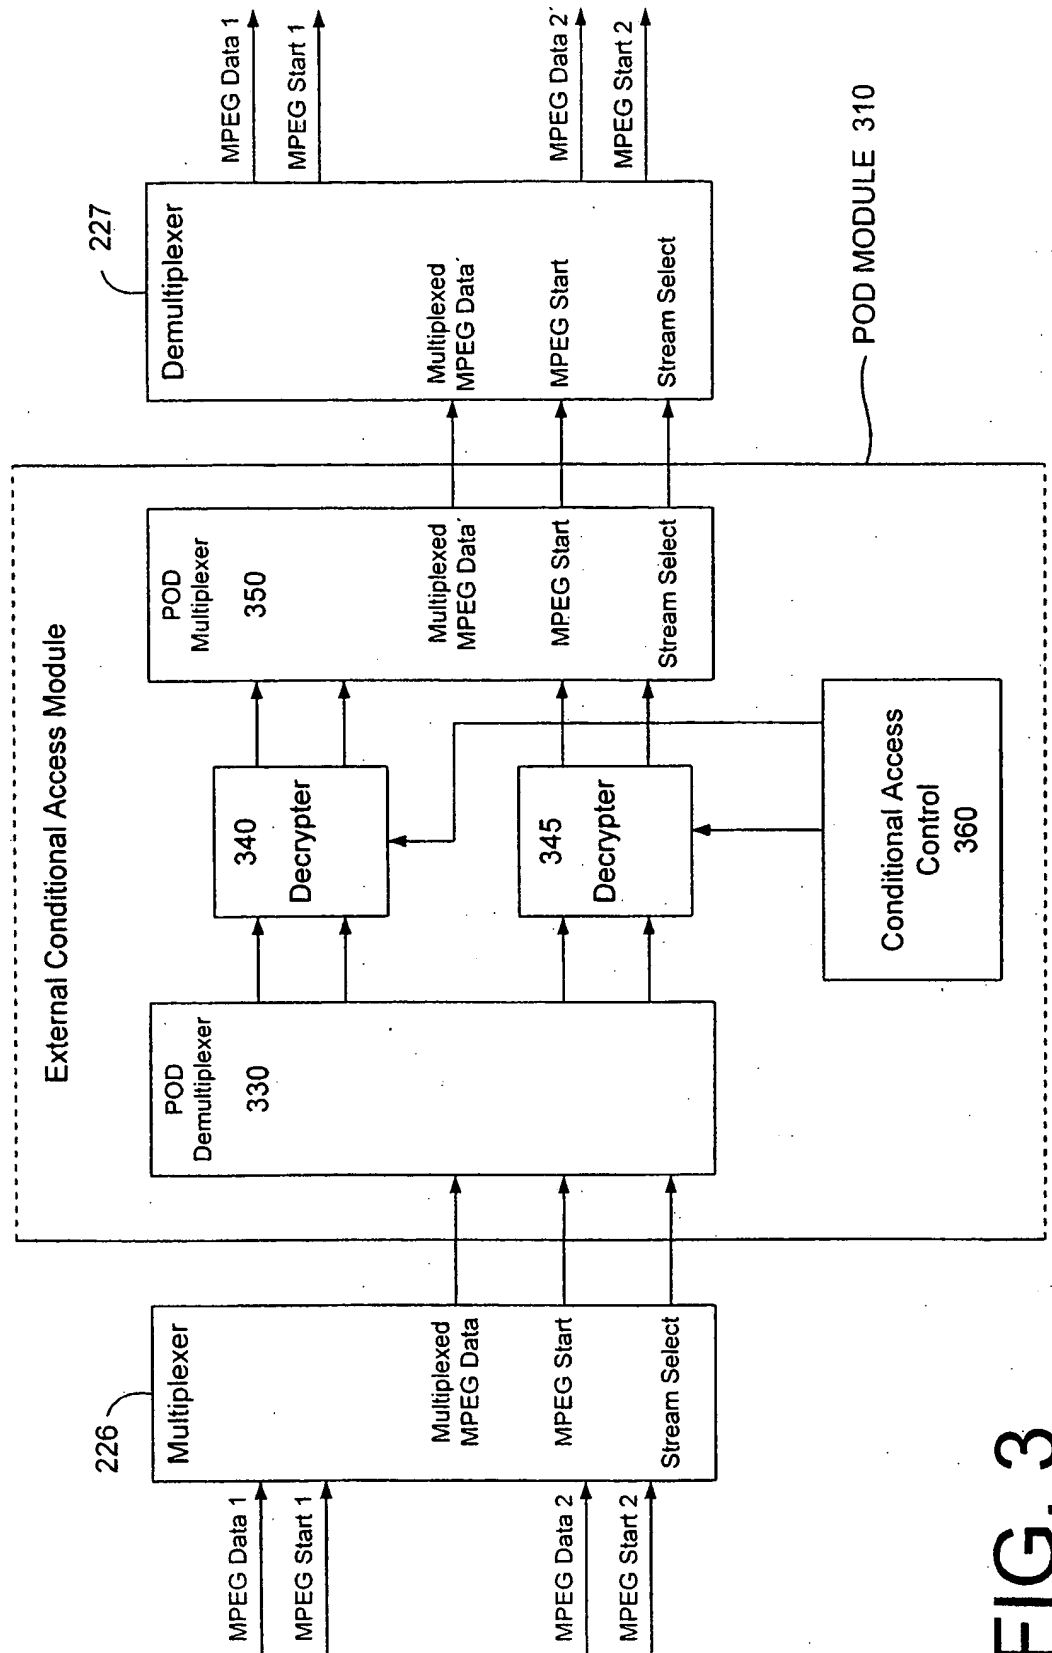 External Conditional Access Module
226
Multiplexer
MPEG Data 1
MPEG Start 1
MPEG Data 2
MPEG Start 2
Multiplexed
MPEG Data
MPEG Start
Stream Select
POD
Demultiplexer
330
340
Decrypter
345
Decrypter
Conditional Access
Control
360
POD
Multiplexer
350
Multiplexed
MPEG Data´
MPEG Start
Stream Select
227
Demultiplexer
Multiplexed
MPEG Data´
MPEG Start
Stream Select
MPEG Data 1
MPEG Start 1
MPEG Data 2´
MPEG Start 2
POD MODULE 310
FIG. 3